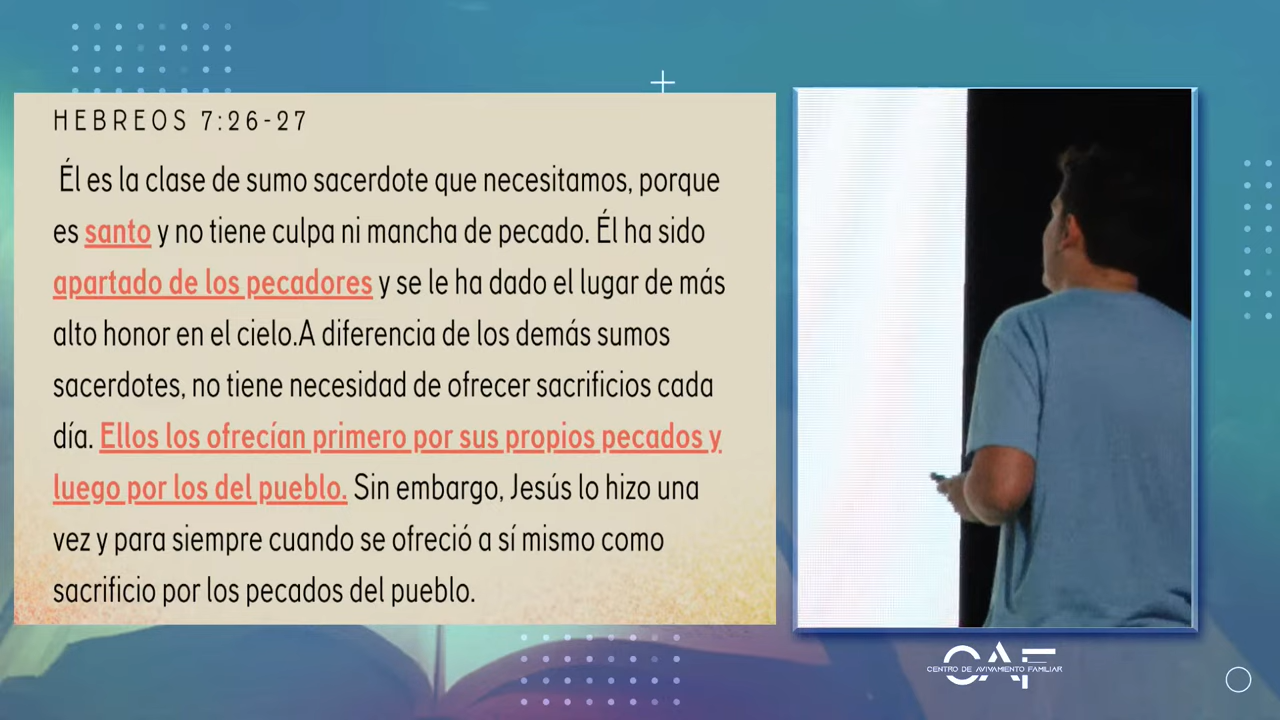 HEBREOS 7:26-27
Él es la clase de sumo sacerdote que necesitamos, porque
es santo y no tiene culpa ni mancha de pecado. Él ha sido
apartado de los pecadores y se le ha dado el lugar de más
alto honor en el cielo.A diferencia de los demás sumos
sacerdotes, no tiene necesidad de ofrecer sacrificios cada
día. Ellos los ofrecían primero por sus propios pecados y
luego por los del pueblo. Sin embargo, Jesús lo hizo una
vez y para siempre cuando se ofreció a sí mismo como
sacrificio por los pecados del pueblo.
CAF
CENTRO DE AVIVAMIENTO FAMILIAR